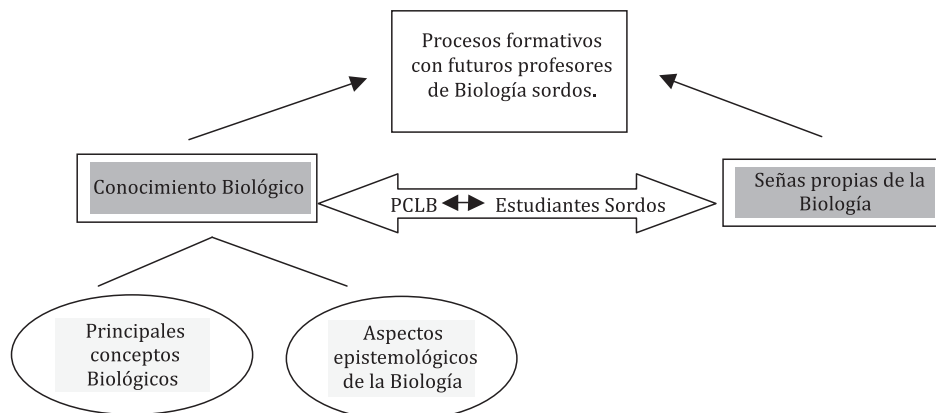 Procesos formativos
con futuros profesores
de Biología sordos.
Conocimiento Biológico
PCLB Estudiantes Sordos
Señas propias de la
Biología
Principales
conceptos
Biológicos
Aspectos
epistemológicos
de la Biología